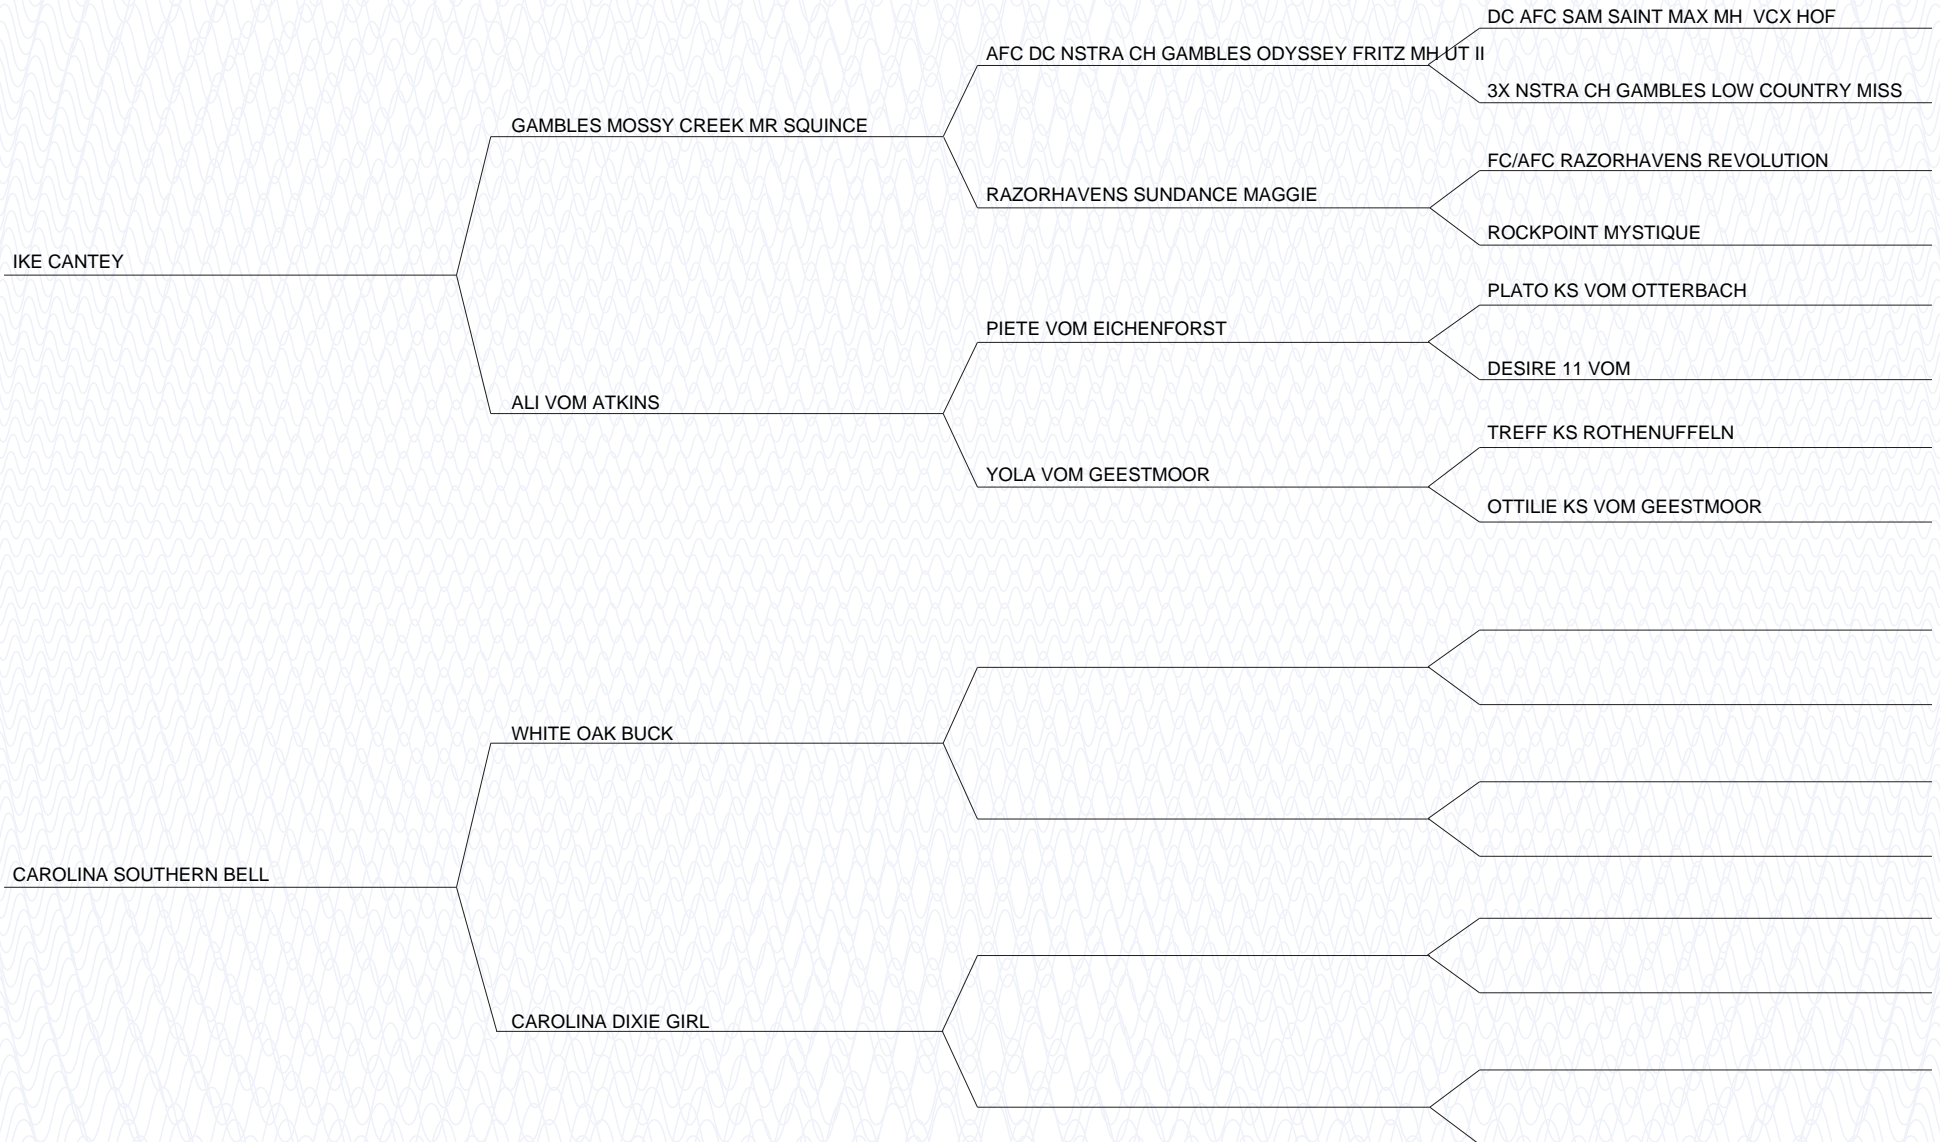 DC AFC SAM SAINT MAX MH  VCX HOF
AFC DC NSTRA CH GAMBLES ODYSSEY FRITZ MH UT II
3X NSTRA CH GAMBLES LOW COUNTRY MISS
GAMBLES MOSSY CREEK MR SQUINCE
FC/AFC RAZORHAVENS REVOLUTION
RAZORHAVENS SUNDANCE MAGGIE
ROCKPOINT MYSTIQUE
IKE CANTEY
PLATO KS VOM OTTERBACH
PIETE VOM EICHENFORST
DESIRE 11 VOM
ALI VOM ATKINS
TREFF KS ROTHENUFFELN
YOLA VOM GEESTMOOR
OTTILIE KS VOM GEESTMOOR
WHITE OAK BUCK
CAROLINA SOUTHERN BELL
CAROLINA DIXIE GIRL